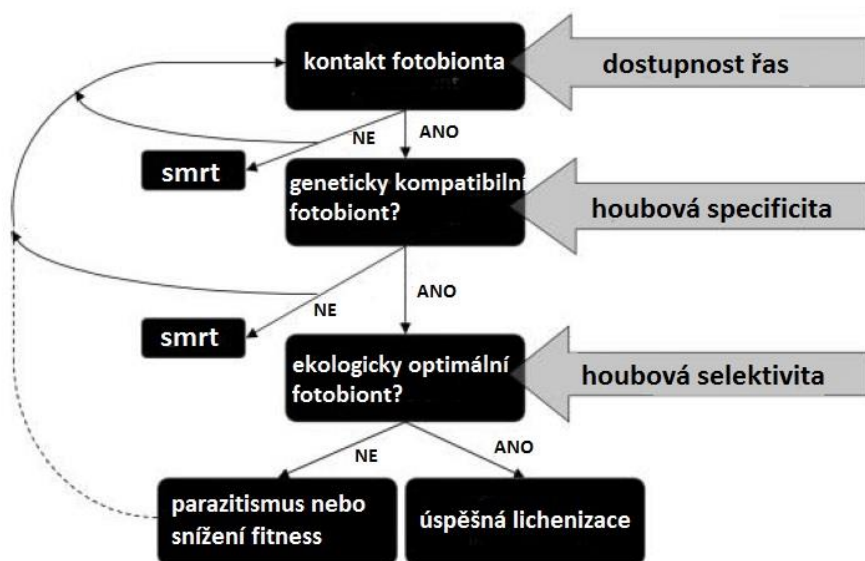 kontakt fotobionta
dostupnost řas
NE
ANO
smrt
geneticky kompatibilní
fotobiont?
houbová specificita
NE
ANO
smrt
ekologicky optimální
fotobiont?
houbová selektivita
NE
ANO
parazitismus nebo
snížení fitness
úspěšná lichenizace